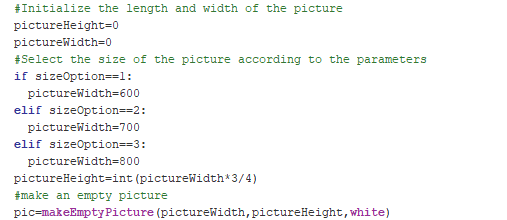 #Initialize the length and width of the picture
pictureHeight=0
pictureWidth=0
#Select the size of the picture according to the parameters
if sizeOption==1:
  pictureWidth=600
elif sizeOption==2:
  pictureWidth=700
elif sizeOption==3:
  pictureWidth=800
pictureHeight=int(pictureWidth*3/4)
#make an empty picture
pic=makeEmptyPicture(pictureWidth,pictureHeight,white)